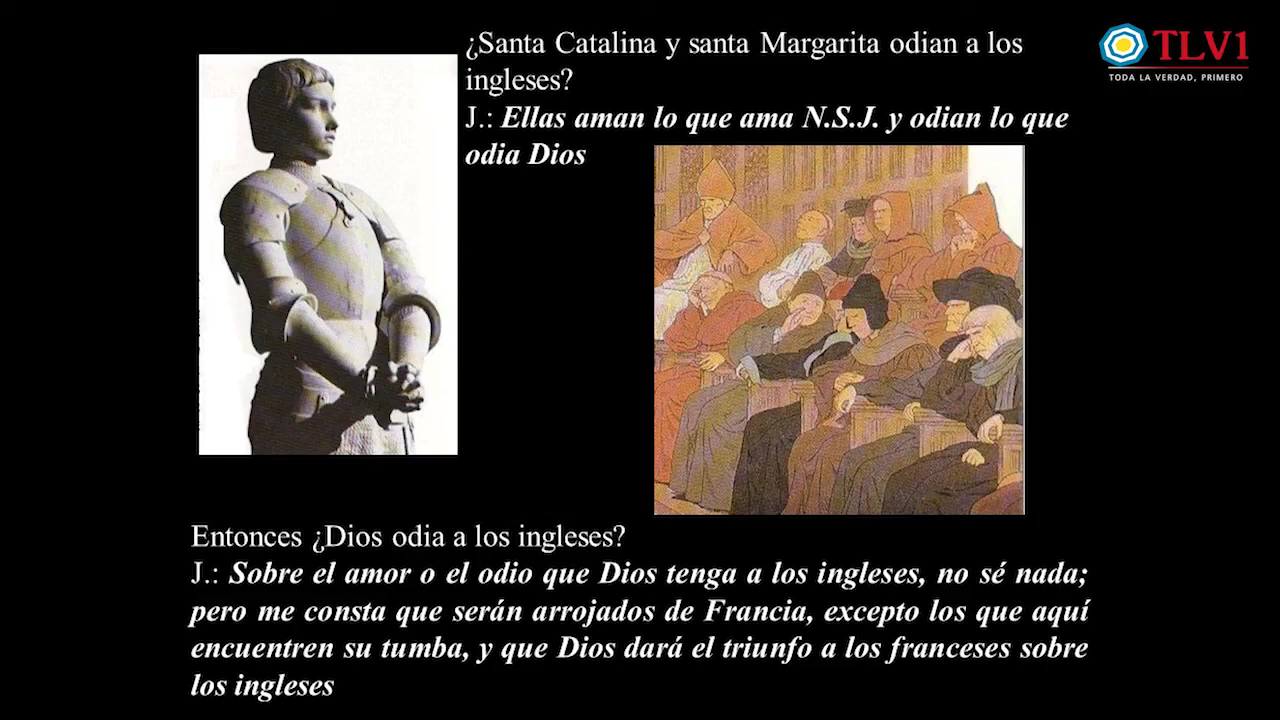 ¿Santa Catalina y santa Margarita odian a los
ingleses?
J.: Ellas aman lo que ama N.S.J. y odian lo que
odia Dios
TLV1
TODA LA VERDAD, PRIMERO
Entonces ¿Dios odia a los ingleses?
J.: Sobre el amor o el odio que Dios tenga a los ingleses, no sé nada;
pero me consta que serán arrojados de Francia, excepto los que aquí
encuentren su tumba, y que Dios dará el triunfo a los franceses sobre
los ingleses